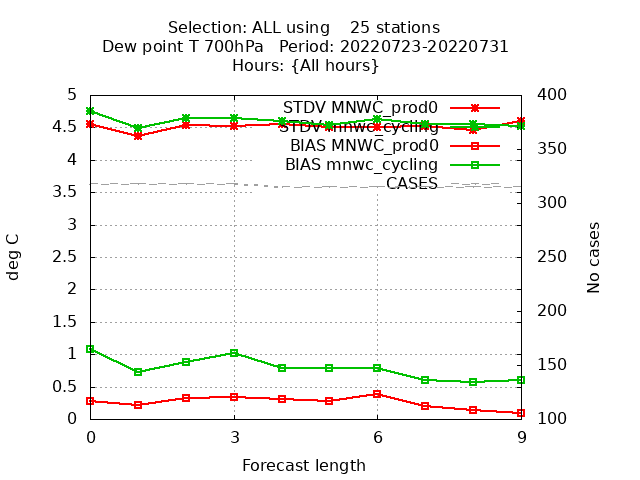 Selection: ALL using    25 stations
Dew point T 700hPa   Period: 20220723-20220731
Hours: {All hours}
5 400
STDV MNWC_prod0
4.5 STDV mnwc_cycling
BIAS MNWC_prod0 350
4 BIAS mnwc_cycling
CASES
3.5 300
3
deg C 2.5 250 No cases
2 200
1.5
1 150
0.5
0 100
0 3 6 9
Forecast length